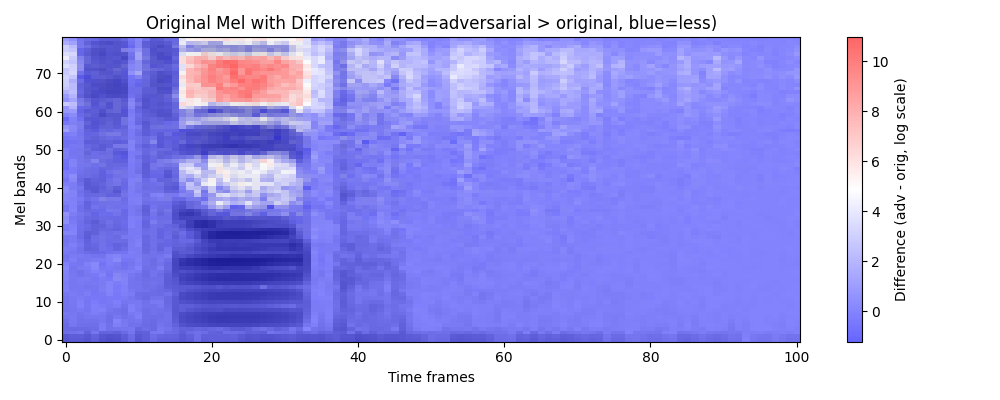 Original Mel with Differences (red=adversarial > original, blue=less)
Mel bands
70
60
50
40
30
20
10
0
0 20 40 60 80 100
Time frames
10
8
6
4
2
0
Difference (adv - orig, log scale)